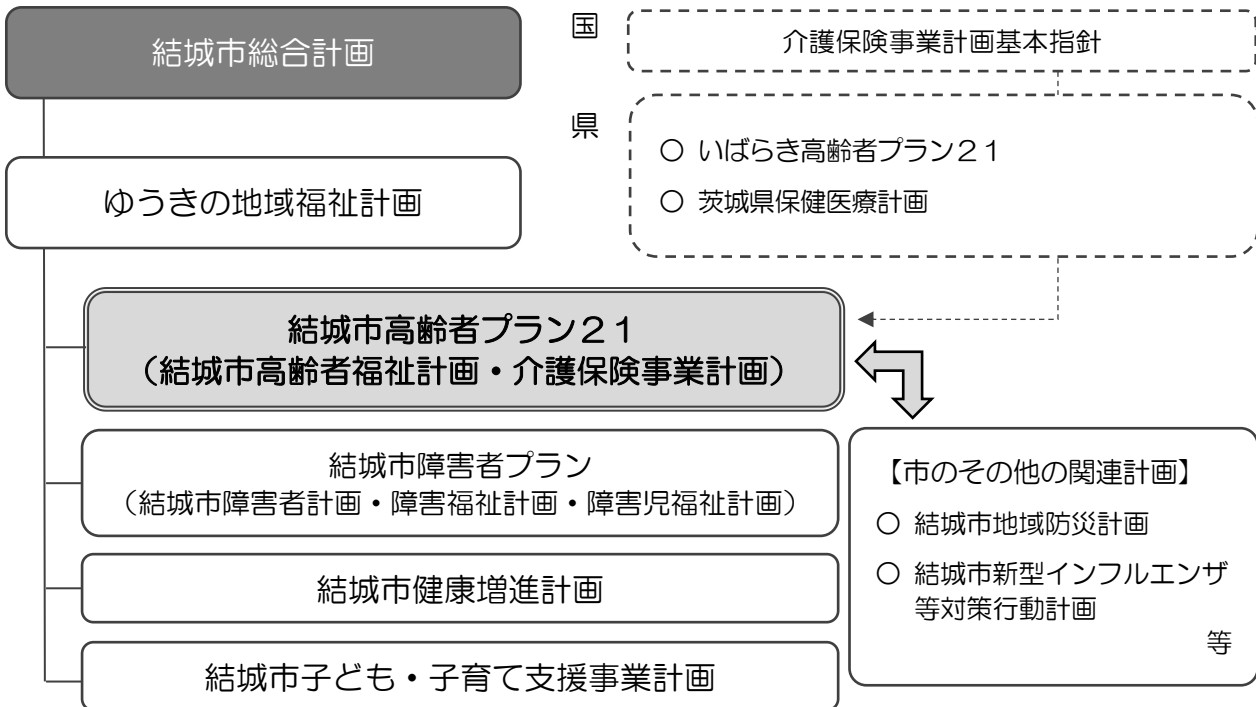 結城市総合計画
国
介護保険事業計画基本指針
県
○ いばらき高齢者プラン２１
○ 茨城県保健医療計画
ゆうきの地域福祉計画
結城市高齢者プラン２１
（結城市高齢者福祉計画・介護保険事業計画）
結城市障害者プラン
（結城市障害者計画・障害福祉計画・障害児福祉計画）
結城市健康増進計画
結城市子ども・子育て支援事業計画
【市のその他の関連計画】
○ 結城市地域防災計画
○ 結城市新型インフルエンザ
等対策行動計画
等